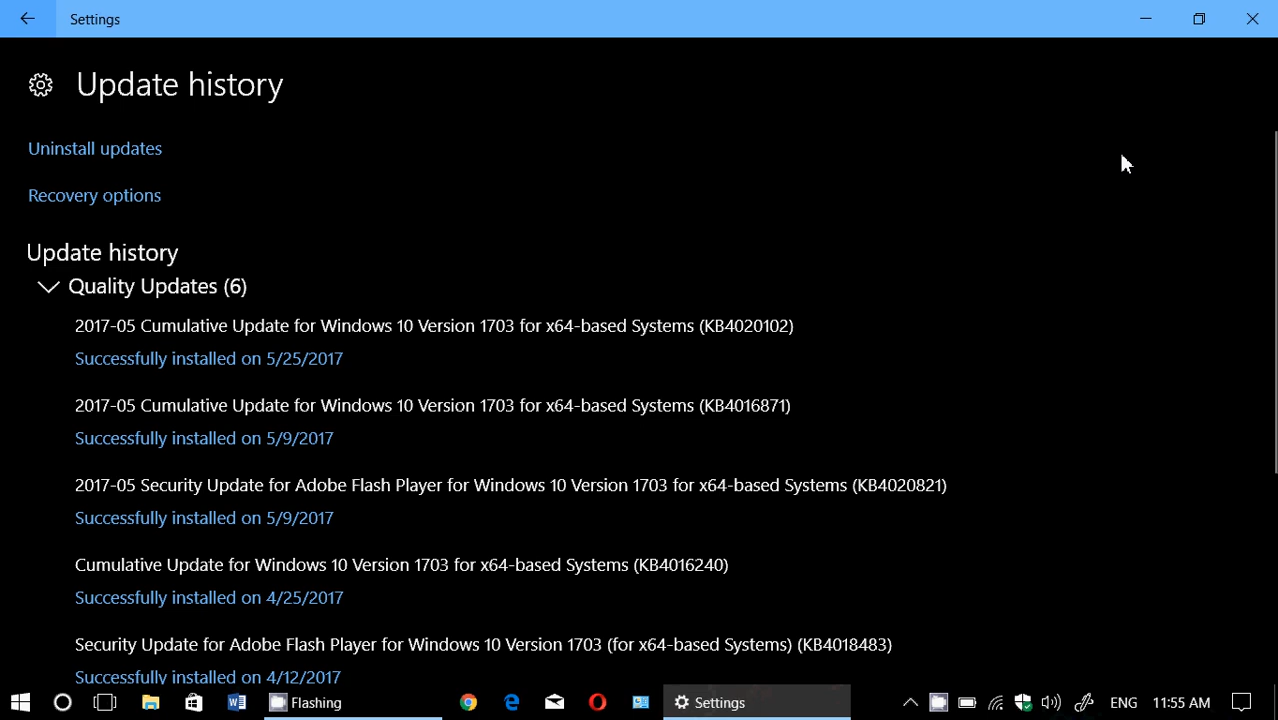 Settings
Update history
Uninstall updates
Recovery options
Update history
Quality Updates (6)
2017-05 Cumulative Update for Windows 10 Version 1703 for x64-based Systems (KB4020102)
Successfully installed on 5/25/2017
2017-05 Cumulative Update for Windows 10 Version 1703 for x64-based Systems (KB4016871)
Successfully installed on 5/9/2017
2017-05 Security Update for Adobe Flash Player for Windows 10 Version 1703 for x64-based Systems (KB4020821)
Successfully installed on 5/9/2017
Cumulative Update for Windows 10 Version 1703 for x64-based Systems (KB4016240)
Successfully installed on 4/25/2017
Security Update for Adobe Flash Player for Windows 10 Version 1703 (for x64-based Systems) (KB4018483)
Successfully installed on 4/12/2017
Flashing Settings ENG 11:55 AM